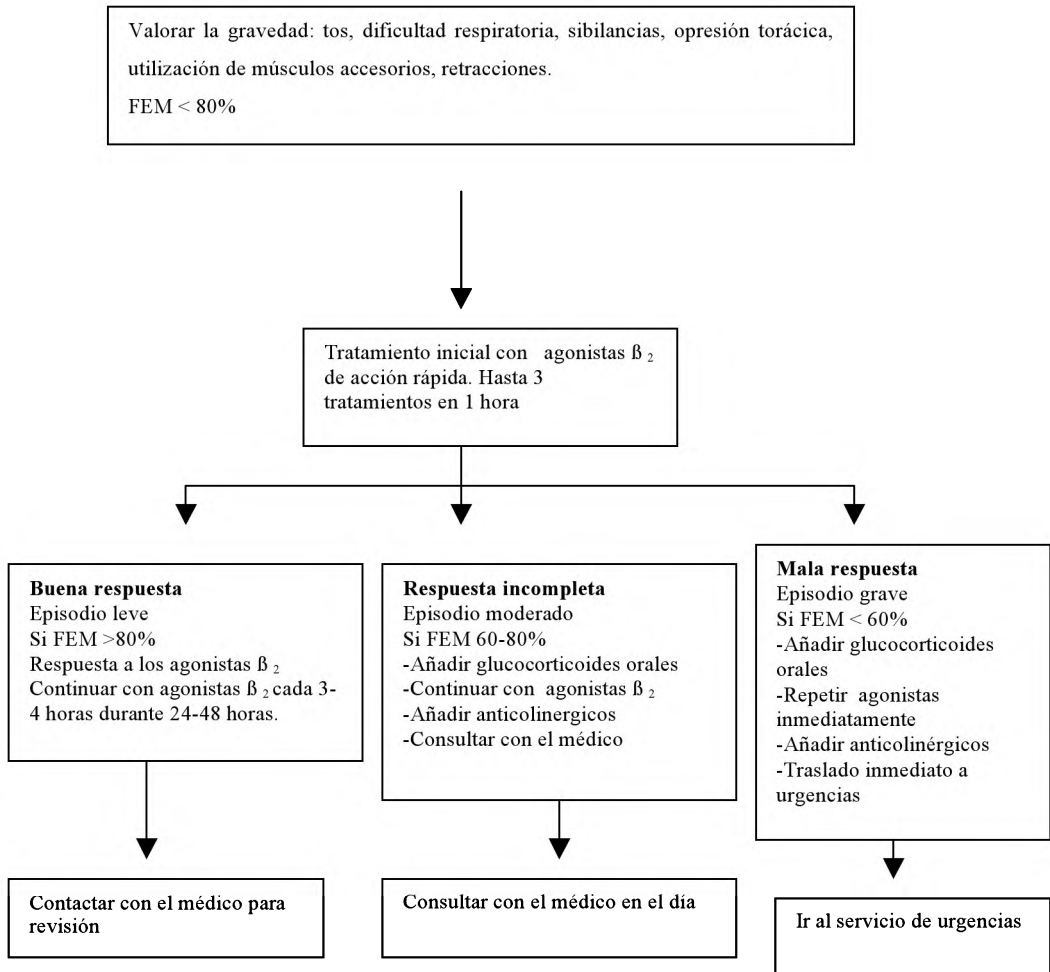 Valorar la gravedad: tos, dificultad respiratoria, sibilancias, opresión torácica,
utilización de músculos accesorios, retracciones.
FEM < 80%
Tratamiento inicial con agonistas ß 2
de acción rápida. Hasta 3
tratamientos en 1 hora
Buena respuesta
Episodio leve
Si FEM >80%
Respuesta a los agonistas ß 2
Continuar con agonistas ß 2 cada 3-
4 horas durante 24-48 horas.
Respuesta incompleta
Episodio moderado
Si FEM 60-80%
-Añadir glucocorticoides orales
-Continuar con agonistas ß 2
-Añadir anticolinergicos
-Consultar con el médico
Mala respuesta
Episodio grave
Si FEM < 60%
-Añadir glucocorticoides
orales
-Repetir agonistas
inmediatamente
-Añadir anticolinérgicos
-Traslado inmediato a
urgencias
Contactar con el médico para
revisión
Consultar con el médico en el día
Ir al servicio de urgencias